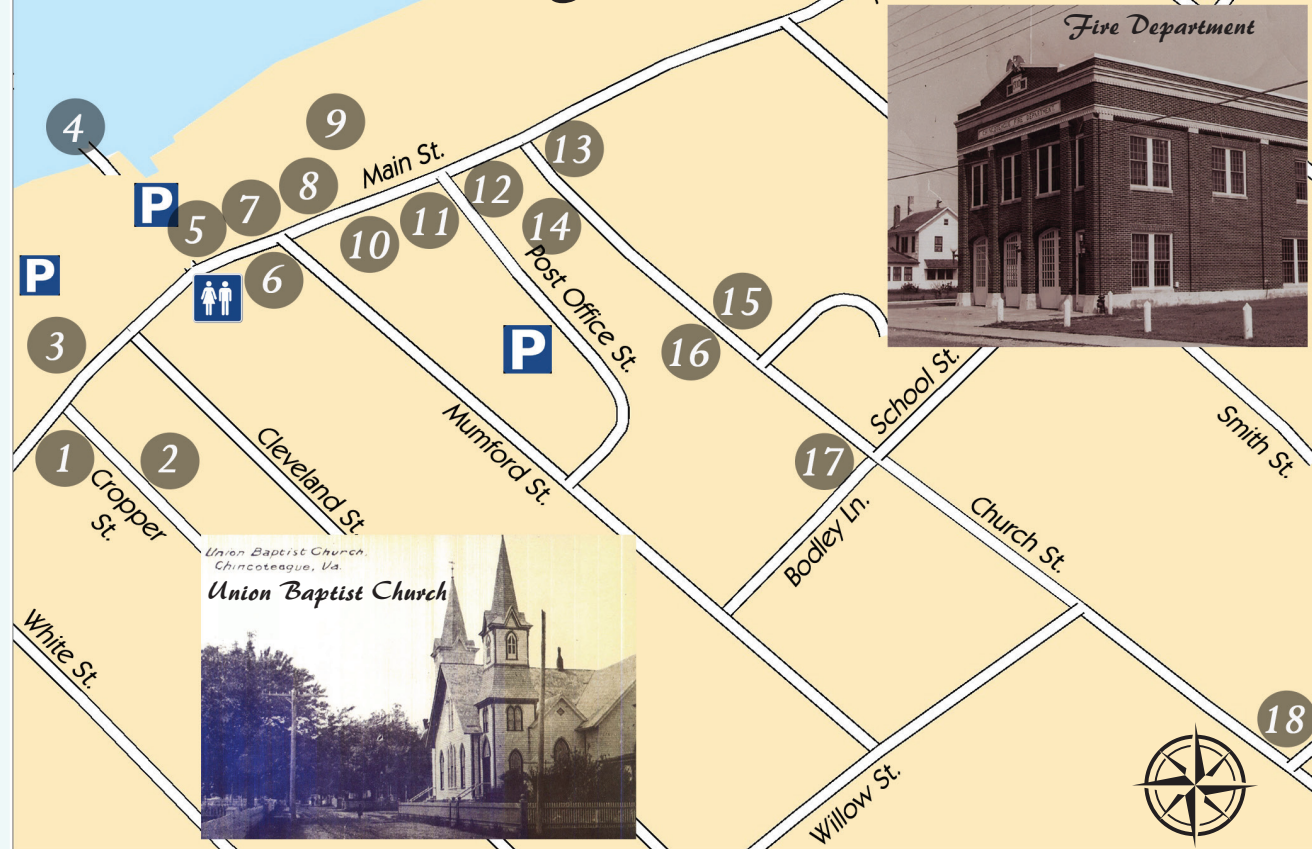 Fire Department
4
9
Main St.
13
8
12
P
7
5
11
14
10
P
6
Post Office St.
15
3
P
16
School St.
Smith St.
Mumford St.
Cleveland St.
1
2
17
Cropper
St.
Church St.
Bodley Ln.
Union Baptist Church,
Chincoteague, Va.
Union Baptist Church
White St.
18
Willow St.